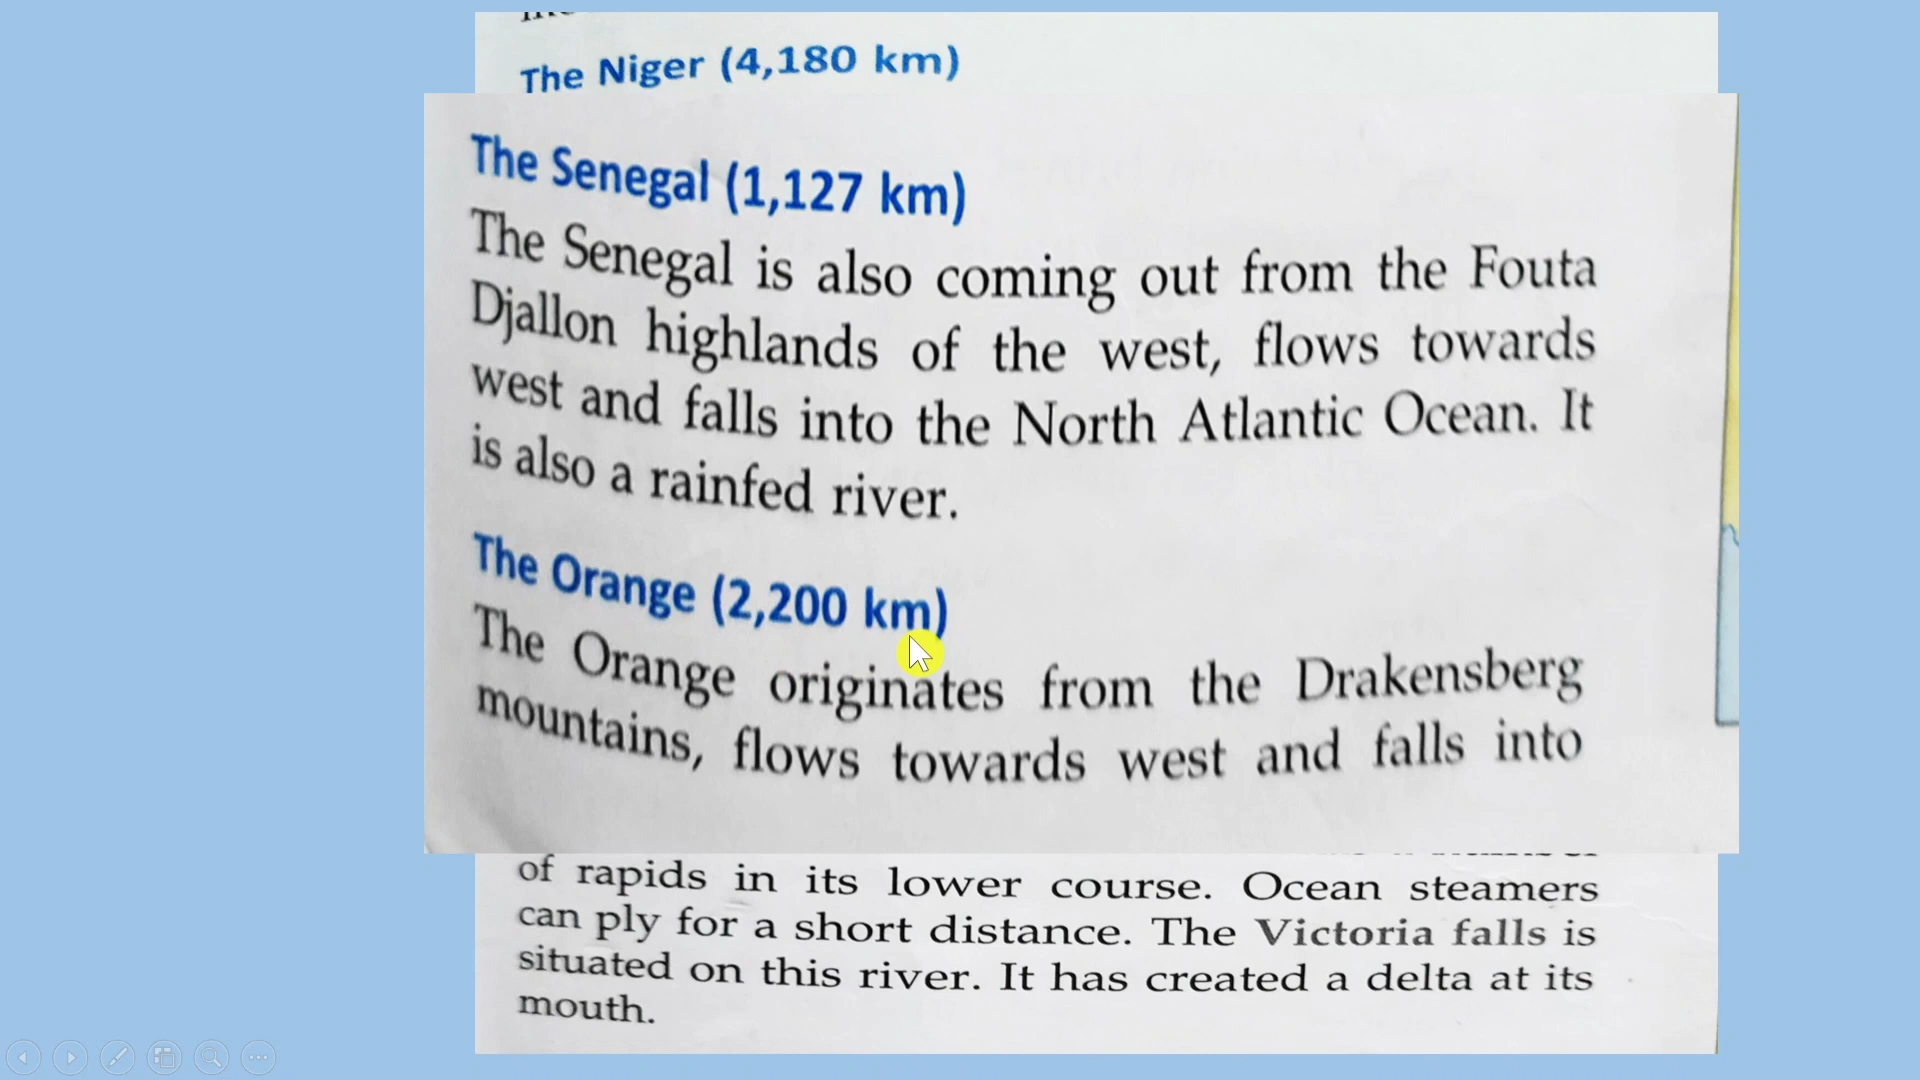 The Niger (4,180 km)
The Senegal (1,127 km)
The Senegal is also coming out from the Fouta
Djallon highlands of the west, flows towards
west and falls into the North Atlantic Ocean. It
is also a rainfed river.
The Orange (2,200 km)
The Orange originates from the Drakensberg
mountains, flows towards west and falls into
of rapids in its lower course. Ocean steamers
can ply for a short distance. The Victoria falls is
situated on this river. It has created a delta at its
mouth.